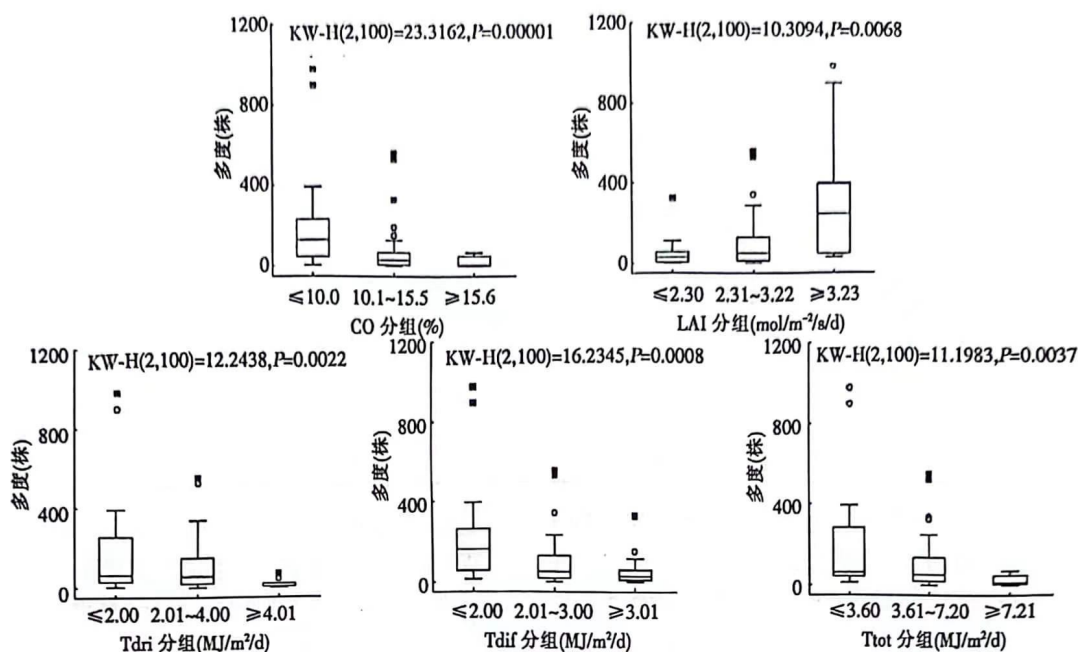 KW-H(2,100)=23.3162,P=0.00001
1200
800
400
0
多度(株)
≤10.0 10.1~15.5 ≥15.6
CO 分组(%)
KW-H(2,100)=10.3094,P=0.0068
1200
800
400
0
多度(株)
≤2.30 2.31~3.22 ≥3.23
LAI 分组(mol/m⁻²/s/d)
KW-H(2,100)=12.2438,P=0.0022
1200
800
400
0
多度(株)
≤2.00 2.01~4.00 ≥4.01
Tdri 分组(MJ/m²/d)
KW-H(2,100)=16.2345,P=0.0008
1200
800
400
0
多度(株)
≤2.00 2.01~3.00 ≥3.01
Tdif 分组(MJ/m²/d)
KW-H(2,100)=11.1983,P=0.0037
1200
800
400
0
多度(株)
≤3.60 3.61~7.20 ≥7.21
Ttot 分组(MJ/m²/d)